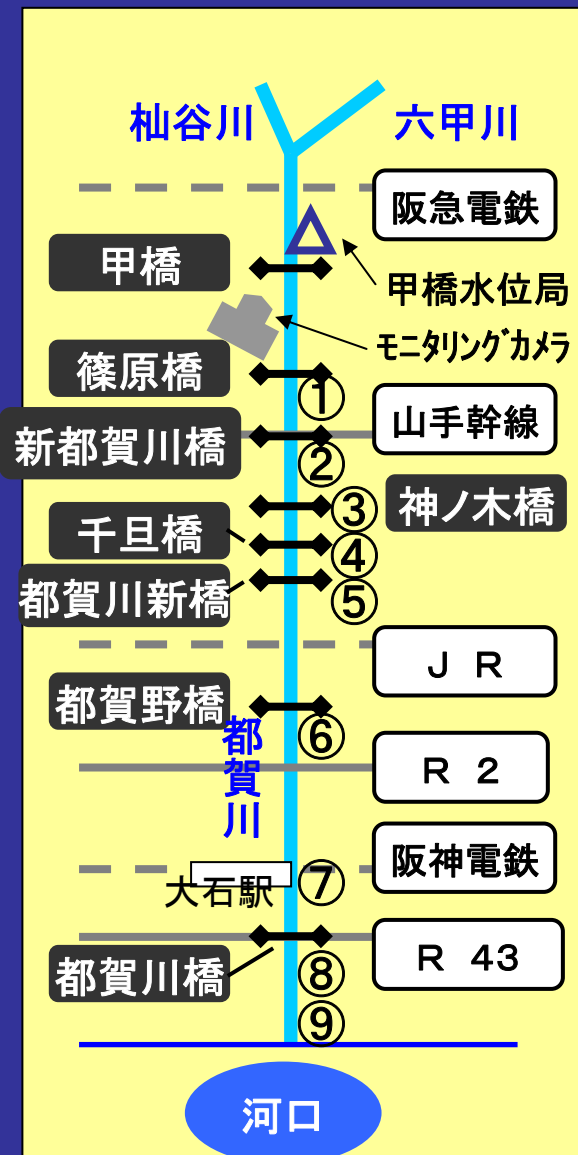 杣谷川
六甲川
阪急電鉄
甲橋
甲橋水位局
モニタリングカメラ
篠原橋
①
山手幹線
新都賀川橋
②
神ノ木橋
③
千旦橋
④
都賀川新橋
⑤
ＪＲ
都賀野橋
⑥
都賀川
Ｒ２
阪神電鉄
大石駅
⑦
Ｒ 43
都賀川橋
⑧
⑨
河口